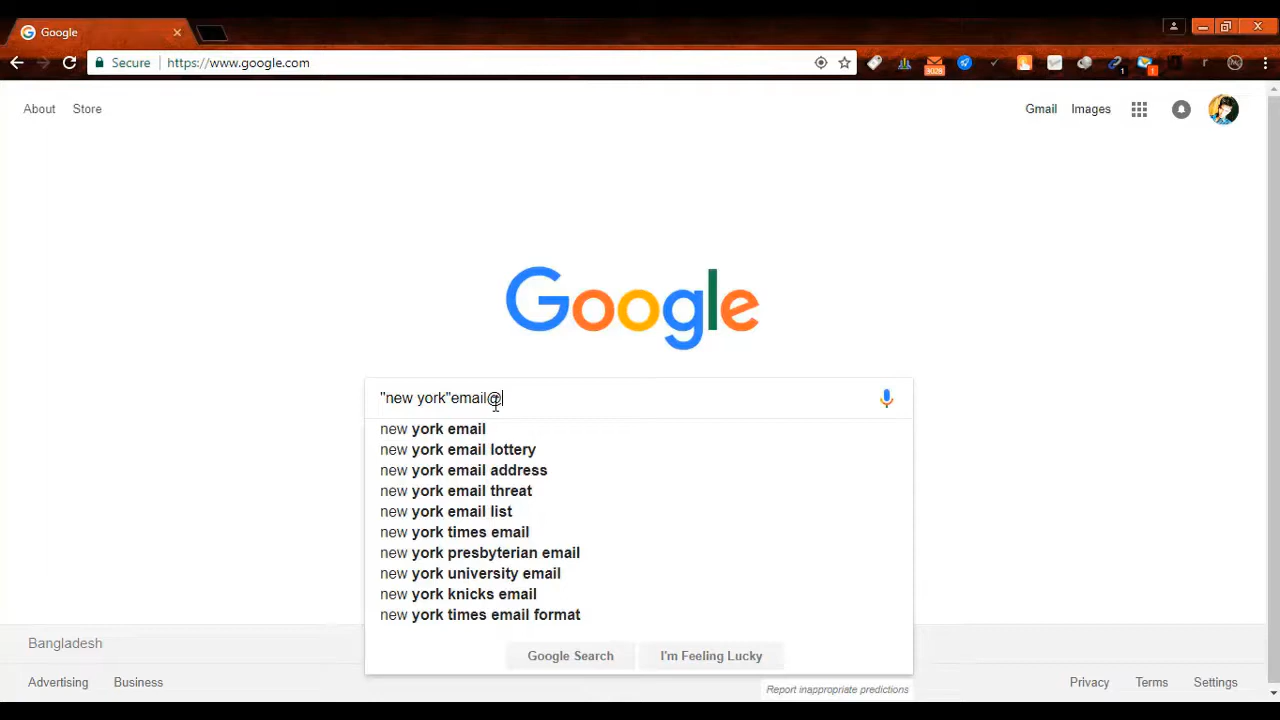 Google
Secure https://www.google.com
3028
1
1
r
About Store
Gmail Images
Google
"new york"email@
new york email
new york email lottery
new york email address
new york email threat
new york email list
new york times email
new york presbyterian email
new york university email
new york knicks email
new york times email format
Google Search I'm Feeling Lucky
Report inappropriate predictions
Bangladesh
Advertising Business
Privacy Terms Settings